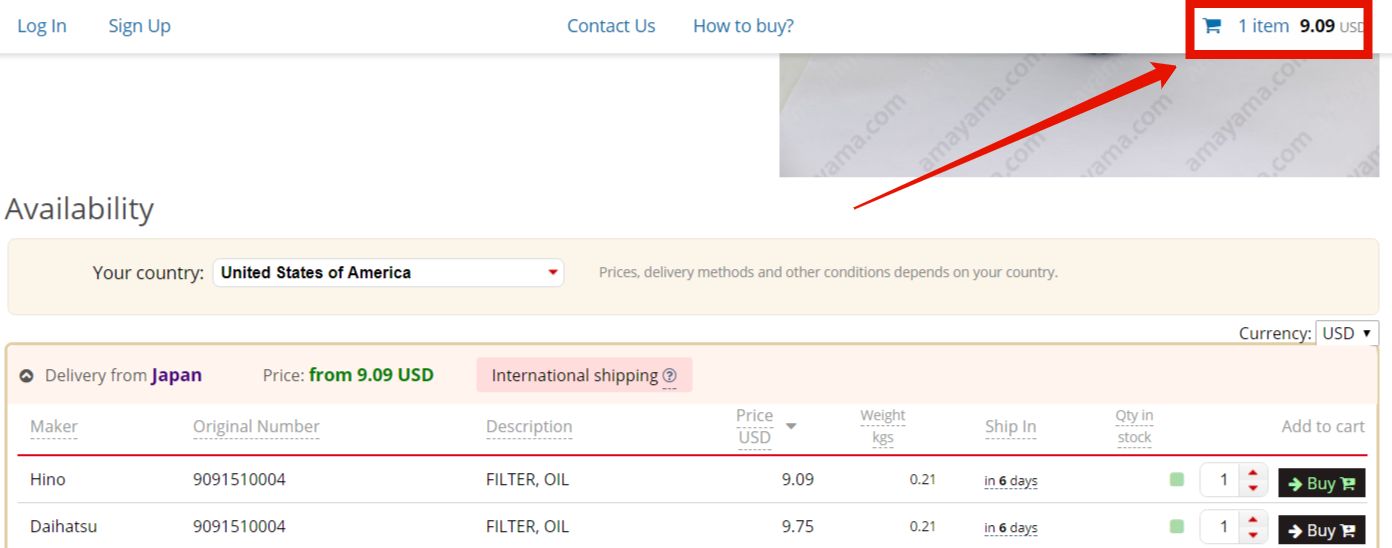 Log In Sign Up Contact Us How to buy? 1 item 9.09 USD
amayama.com amayama.com amayama.com
Availability
Your country: United States of America Prices, delivery methods and other conditions depends on your country.
Currency: USD
Delivery from Japan Price: from 9.09 USD International shipping ?
Maker Original Number Description Price USD Weight kgs Ship In Qty in stock Add to cart
Hino 9091510004 FILTER, OIL 9.09 0.21 in 6 days 1 Buy
Daihatsu 9091510004 FILTER, OIL 9.75 0.21 in 6 days 1 Buy